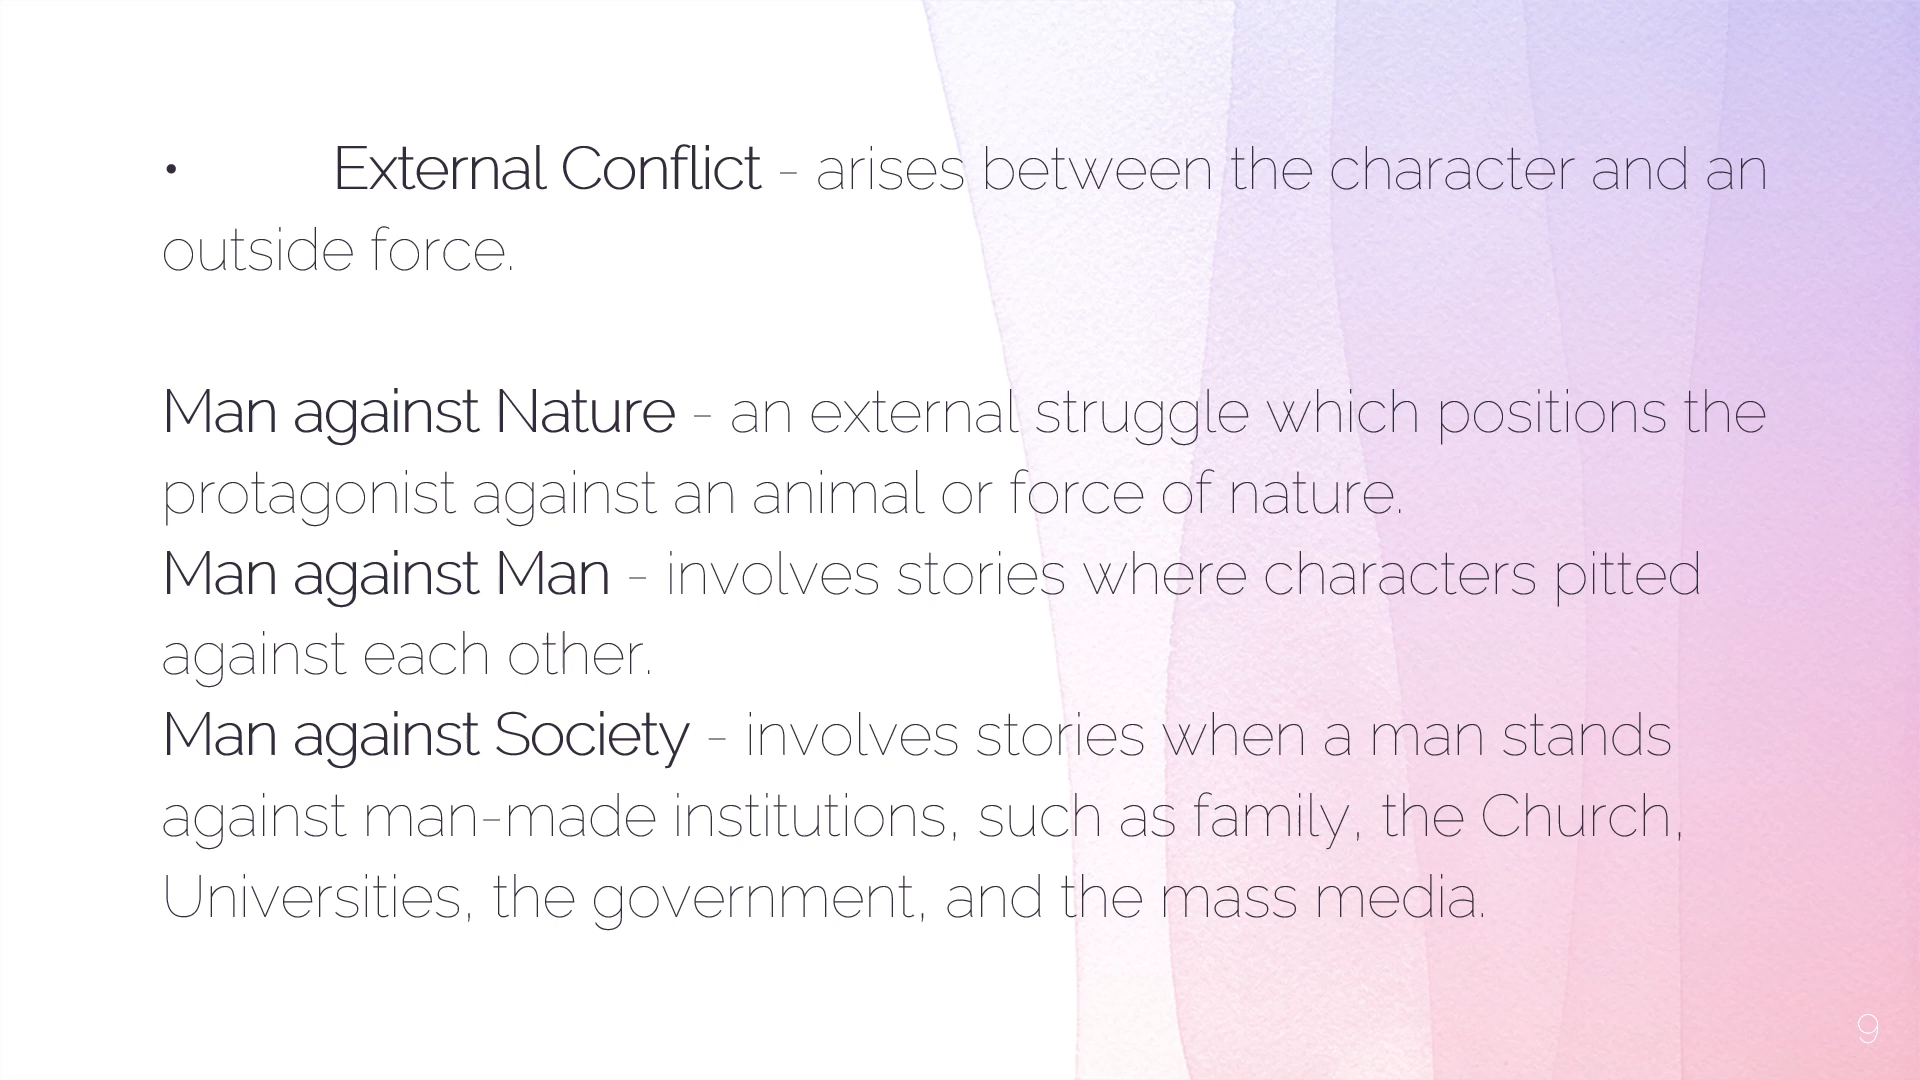 • External Conflict - arises between the character and an
outside force.
Man against Nature - an external struggle which positions the
protagonist against an animal or force of nature.
Man against Man - involves stories where characters pitted
against each other.
Man against Society - involves stories when a man stands
against man-made institutions, such as family, the Church,
Universities, the government, and the mass media.
9